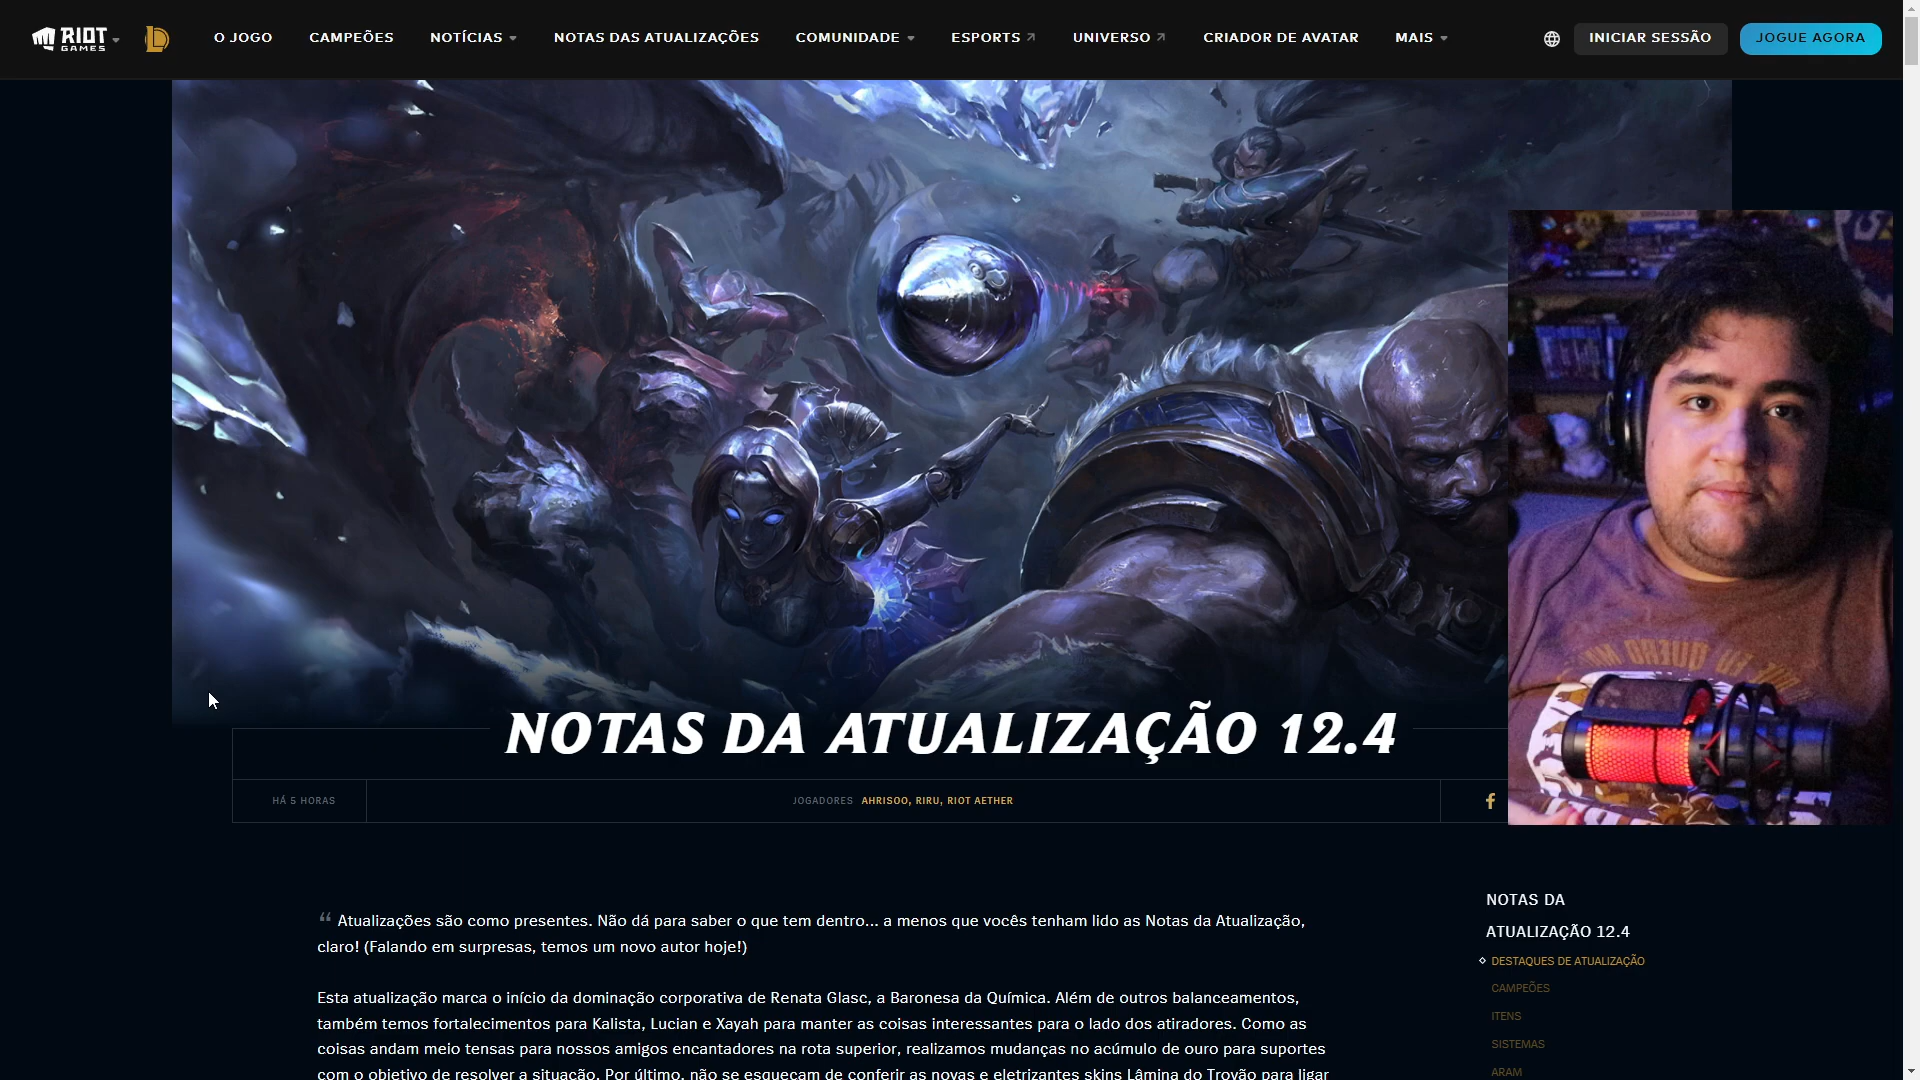 RIOT GAMES
O JOGO
CAMPEÕES
NOTÍCIAS
NOTAS DAS ATUALIZAÇÕES
COMUNIDADE
ESPORTS
UNIVERSO
CRIADOR DE AVATAR
MAIS
INICIAR SESSÃO
JOGUE AGORA
NOTAS DA ATUALIZAÇÃO 12.4
HÁ 5 HORAS
JOGADORES AHRISOO, RIRU, RIOT AETHER
“ Atualizações são como presentes. Não dá para saber o que tem dentro... a menos que vocês tenham lido as Notas da Atualização,
claro! (Falando em surpresas, temos um novo autor hoje!)
Esta atualização marca o início da dominação corporativa de Renata Glasc, a Baronesa da Química. Além de outros balanceamentos,
também temos fortalecimentos para Kalista, Lucian e Xayah para manter as coisas interessantes para o lado dos atiradores. Como as
coisas andam meio tensas para nossos amigos encantadores na rota superior, realizamos mudanças no acúmulo de ouro para suportes
com o objetivo de resolver a situação. Por último, não se esqueçam de conferir as novas e eletrizantes skins Lâmina do Trovão para ligar
NOTAS DA
ATUALIZAÇÃO 12.4
DESTAQUES DE ATUALIZAÇÃO
CAMPEÕES
ITENS
SISTEMAS
ARAM